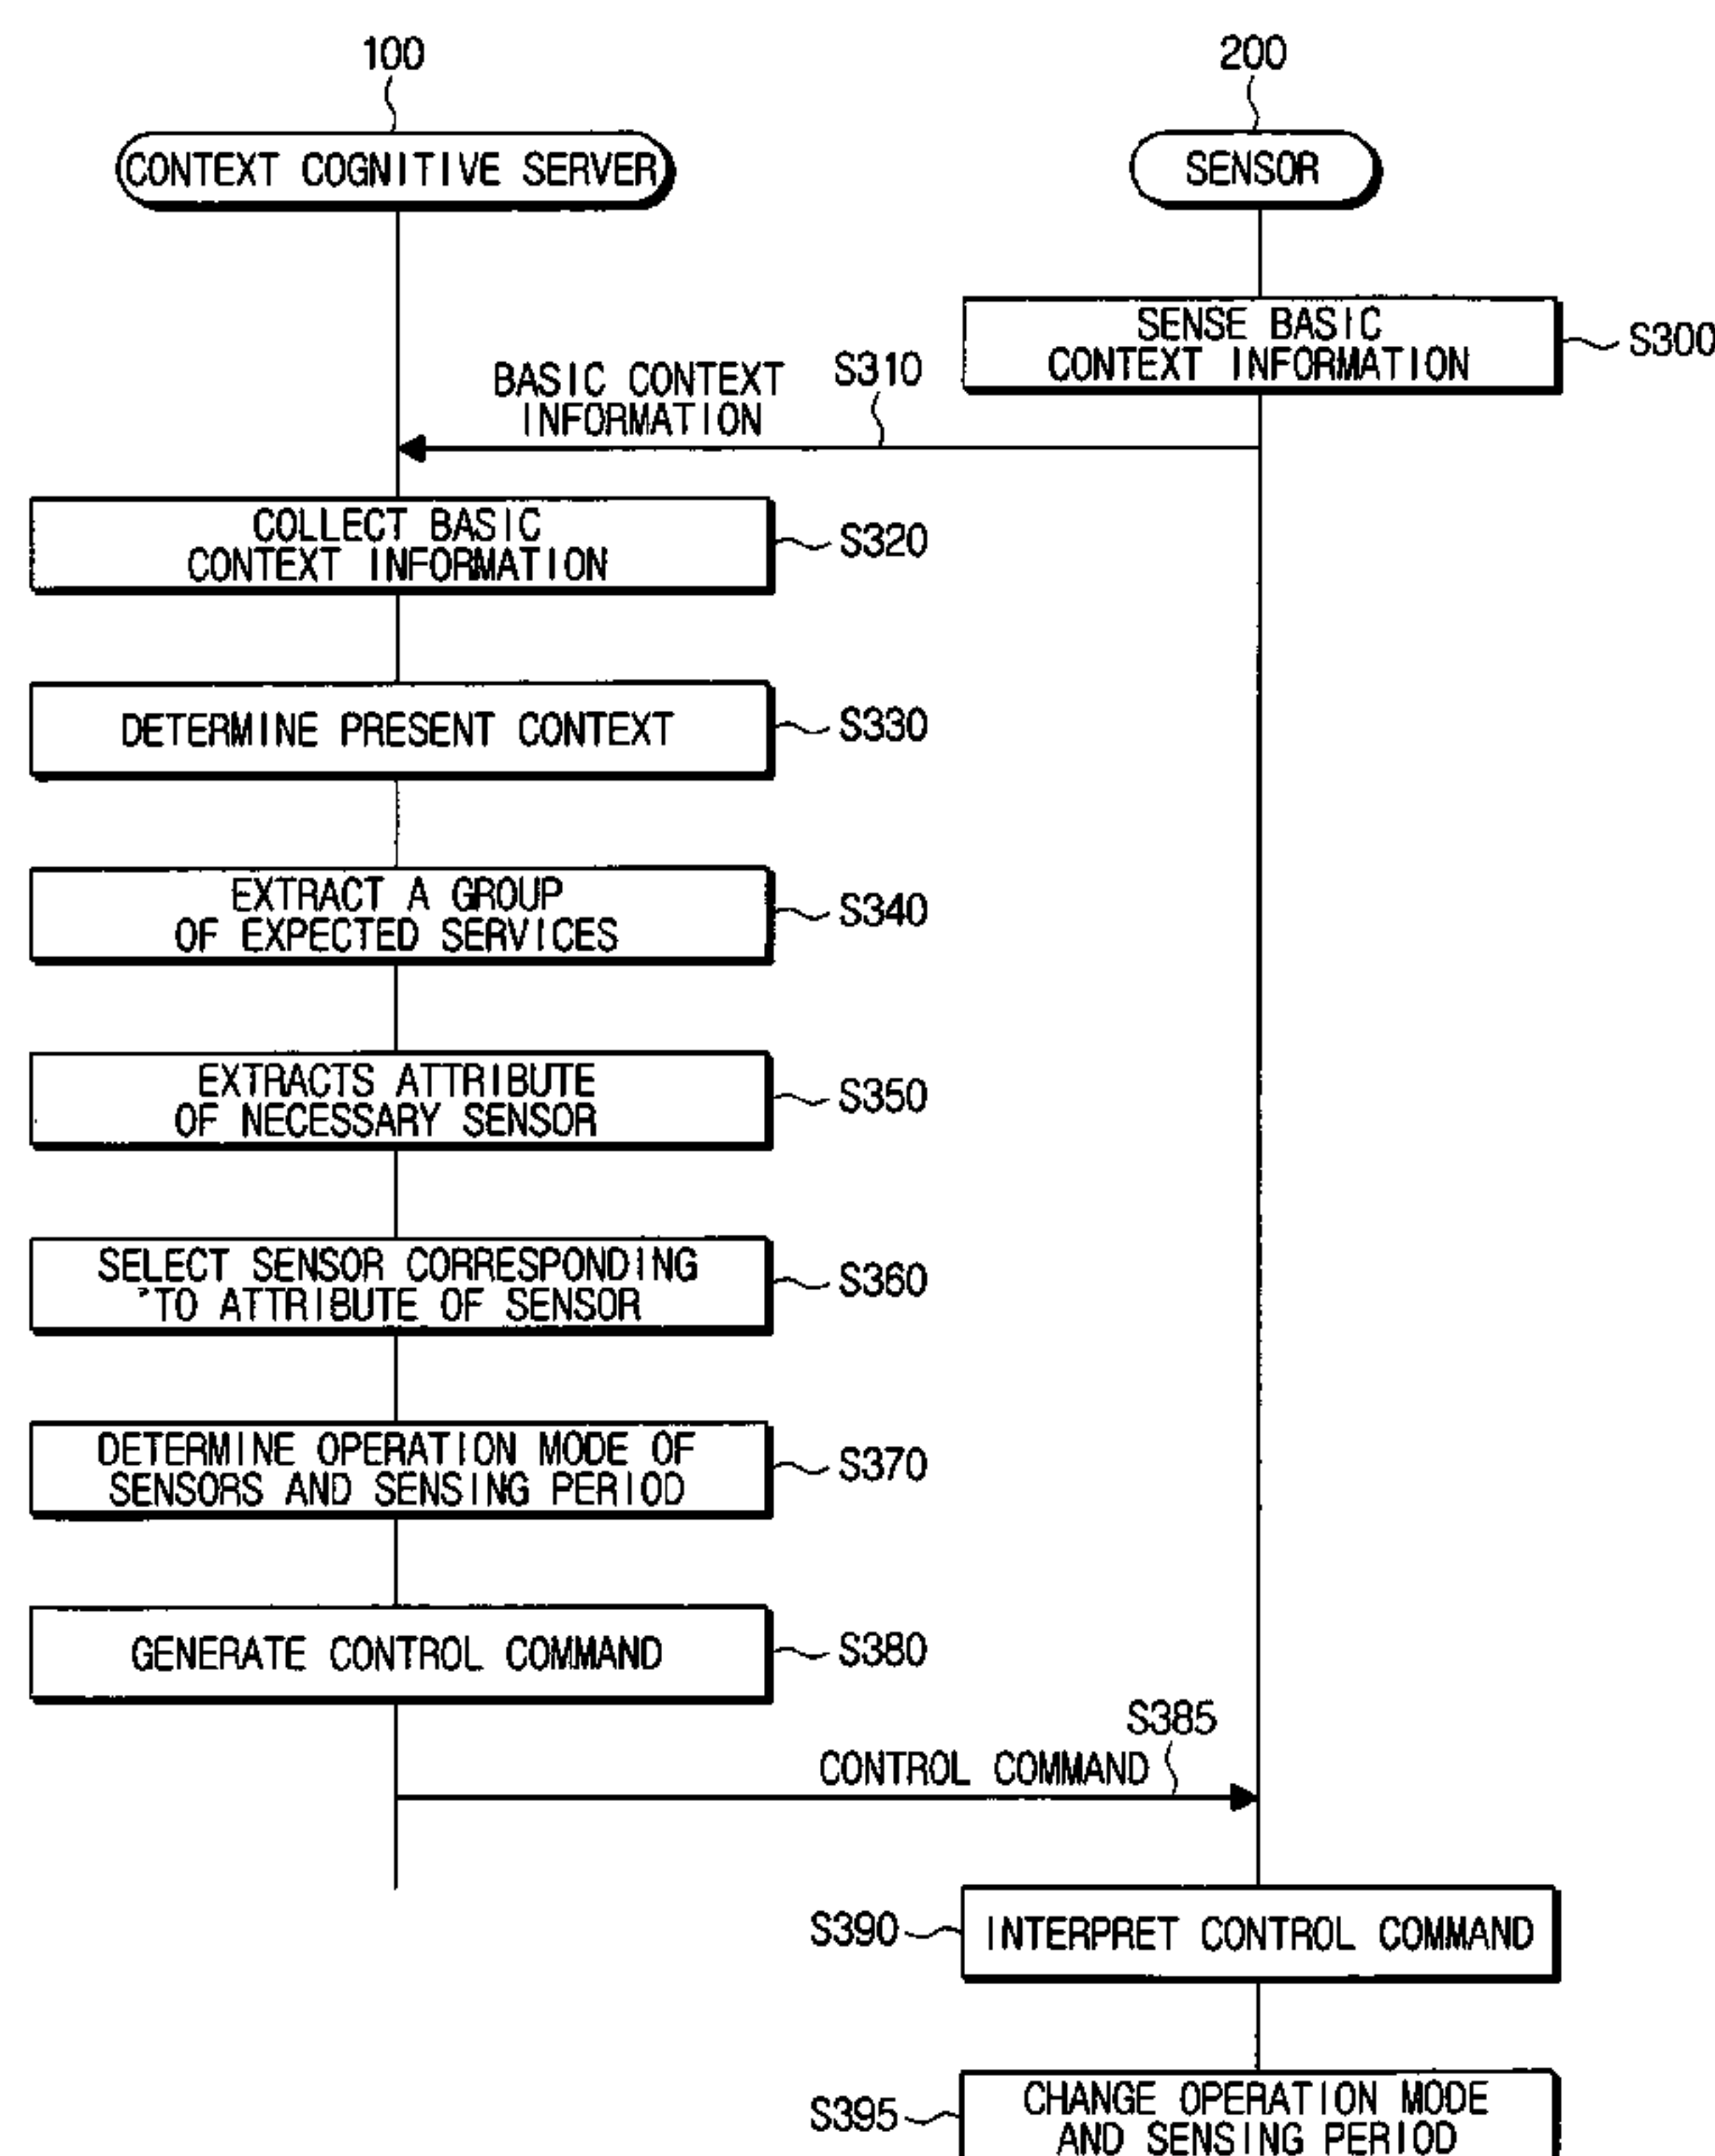 100
200
CONTEXT COGNITIVE SERVER
SENSOR
SENSE BASIC
CONTEXT INFORMATION
S300
BASIC CONTEXT
INFORMATION
S310
COLLECT BASIC
CONTEXT INFORMATION
S320
DETERMINE PRESENT CONTEXT
S330
EXTRACT A GROUP
OF EXPECTED SERVICES
S340
EXTRACTS ATTRIBUTE
OF NECESSARY SENSOR
S350
SELECT SENSOR CORRESPONDING
TO ATTRIBUTE OF SENSOR
S360
DETERMINE OPERATION MODE OF
SENSORS AND SENSING PERIOD
S370
GENERATE CONTROL COMMAND
S380
S385
CONTROL COMMAND
S390
INTERPRET CONTROL COMMAND
S395
CHANGE OPERATION MODE
AND SENSING PERIOD